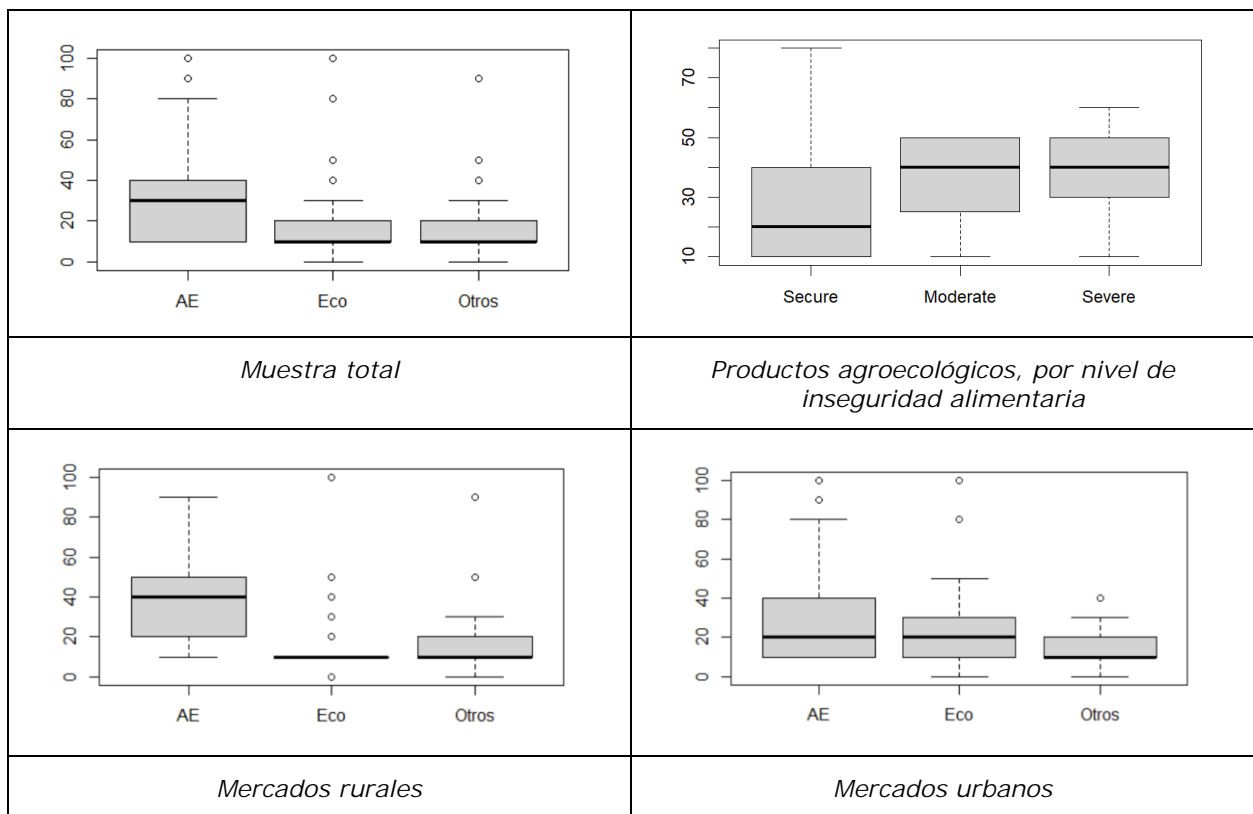 100
80
60
40
20
0
AE Eco Otros
70
50
30
10
Secure Moderate Severe
Muestra total
Productos agroecológicos, por nivel de
inseguridad alimentaria
100
80
60
40
20
0
AE Eco Otros
100
80
60
40
20
0
AE Eco Otros
Mercados rurales
Mercados urbanos